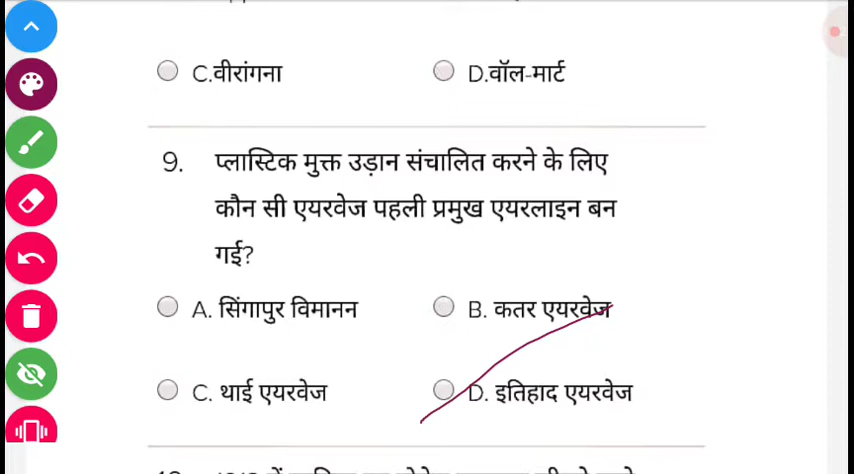 C.वीरांगना D.वॉल-मार्ट
9. प्लास्टिक मुक्त उड़ान संचालित करने के लिए
कौन सी एयरवेज पहली प्रमुख एयरलाइन बन
गई?
A. सिंगापुर विमानन B. कतर एयरवेज
C. थाई एयरवेज D. इतिहाद एयरवेज